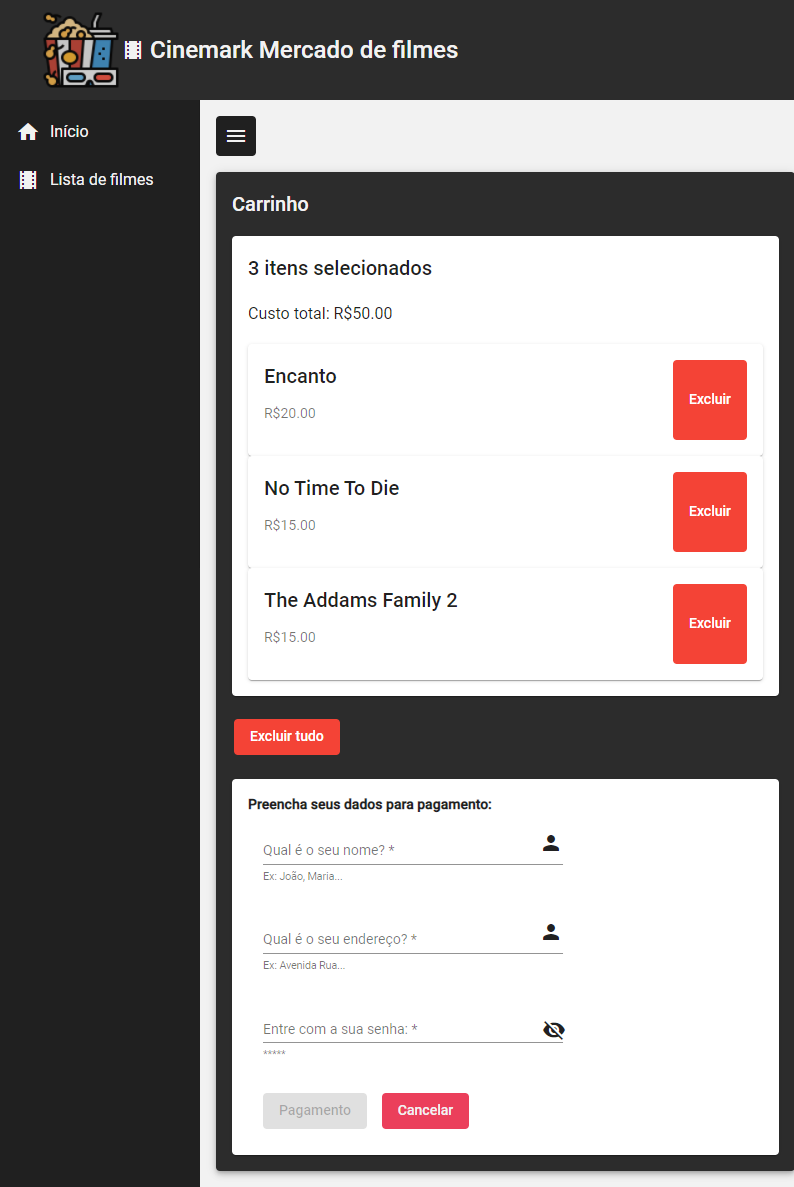 Cinemark Mercado de filmes
Início
Lista de filmes
Carrinho
3 itens selecionados
Custo total: R$50.00
Encanto
R$20.00
Excluir
No Time To Die
R$15.00
Excluir
The Addams Family 2
R$15.00
Excluir
Excluir tudo
Preencha seus dados para pagamento:
Qual é o seu nome? *
Ex: João, Maria...
Qual é o seu endereço? *
Ex: Avenida Rua...
Entre com a sua senha: *
*****
Pagamento Cancelar